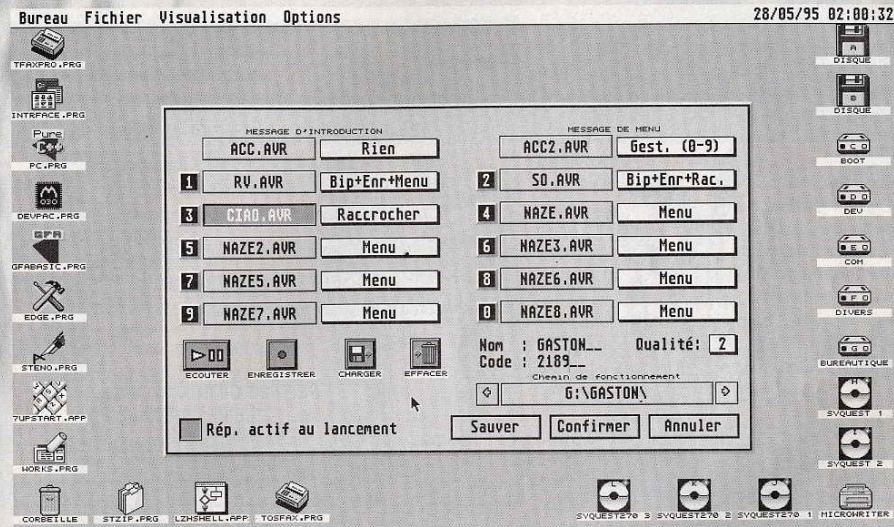 Bureau Fichier Visualisation Options 28/05/95 02:00:32
TFAXPRO.PRG
INTRFACE.PRG
Pure
PC.PRG
030
DEVPAC.PRG
GFA
GFABASIC.PRG
EDGE.PRG
STENO.PRG
7UPSTART.APP
WORKS.PRG
CORBEILLE
STZIP.PRG
LZHSHELL.APP
TOSFAX.PRG
MESSAGE D'INTRODUCTION
ACC.AVR Rien
1 RV.AVR Bip+Enr+Menu
3 CIAO.AVR Raccrocher
5 NAZE2.AVR Menu
7 NAZE5.AVR Menu
9 NAZE7.AVR Menu
MESSAGE DE MENU
ACC2.AVR Gest. (0-9)
2 SO.AVR Bip+Enr+Rac.
4 NAZE.AVR Menu
6 NAZE3.AVR Menu
8 NAZE6.AVR Menu
0 NAZE8.AVR Menu
ECOUTER ENREGISTRER CHARGER EFFACER
Nom : GASTON__ Qualité: 2
Code : 2189__
Chemin de fonctionnement
G:\GASTON\
Rép. actif au lancement
Sauver Confirmer Annuler
A
DISQUE
B
DISQUE
C
BOOT
D
DEV
E
COM
F
DIVERS
G
BUREAUTIQUE
H
SYQUEST 1
I
SYQUEST 2
SYQUEST270 3
SYQUEST270 2
SYQUEST270 1
MICROWRITER